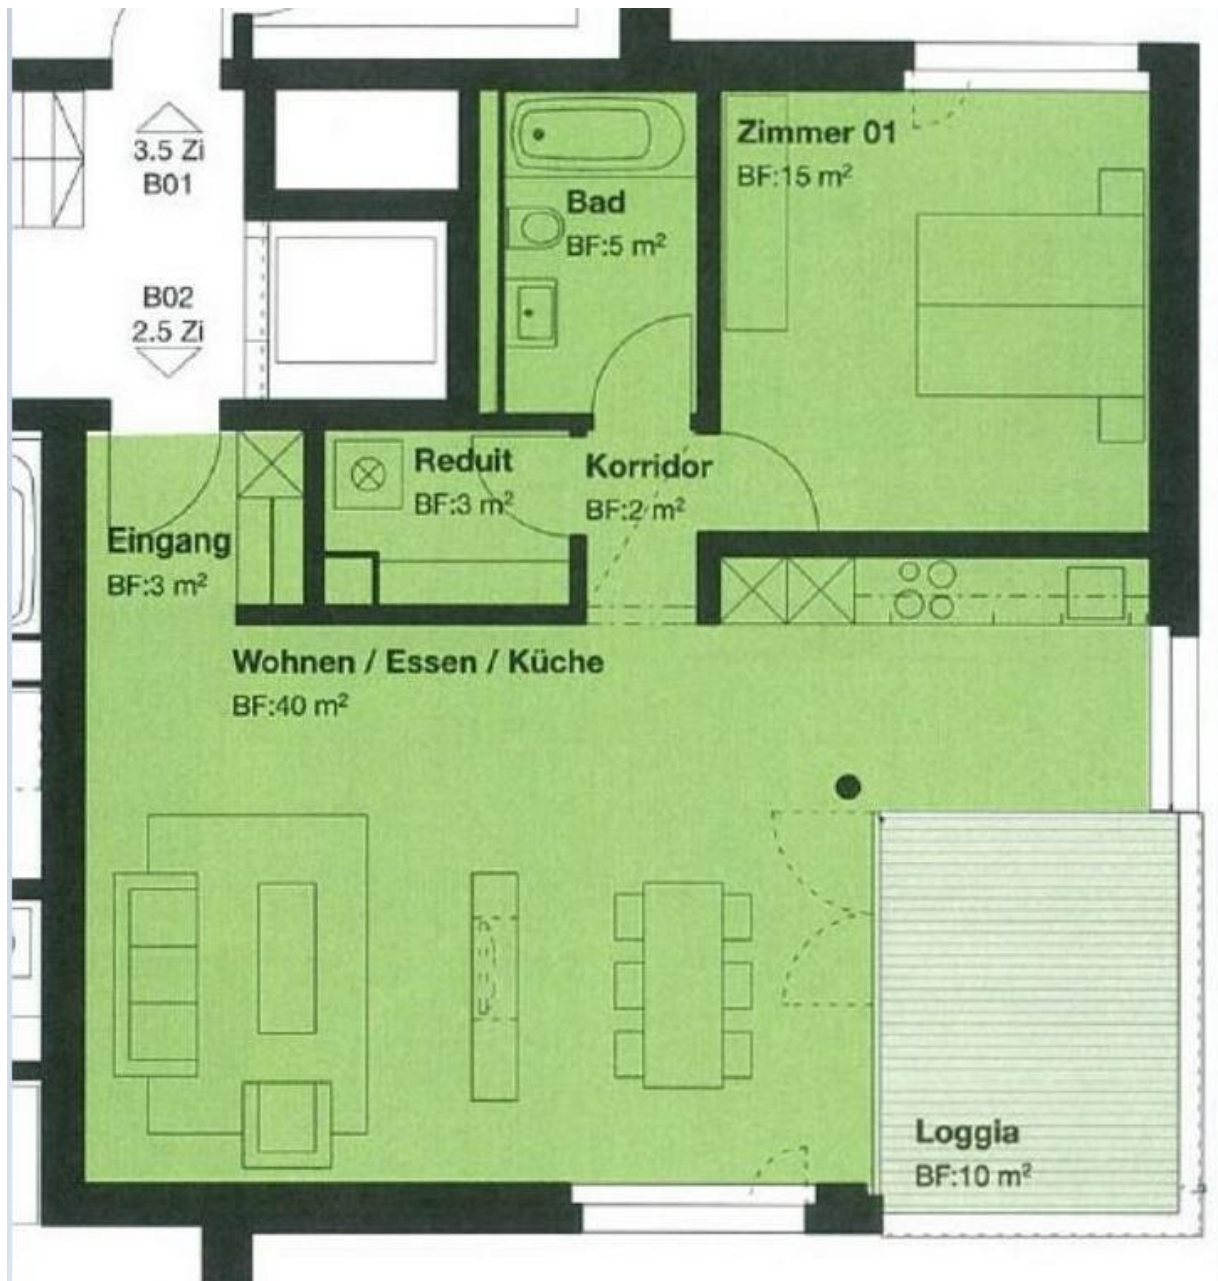 3.5 Zi
B01
B02
2.5 Zi
Bad
BF:5 m²
Zimmer 01
BF:15 m²
Reduit
BF:3 m²
Korridor
BF:2 m²
Eingang
BF:3 m²
Wohnen / Essen / Küche
BF:40 m²
Loggia
BF:10 m²